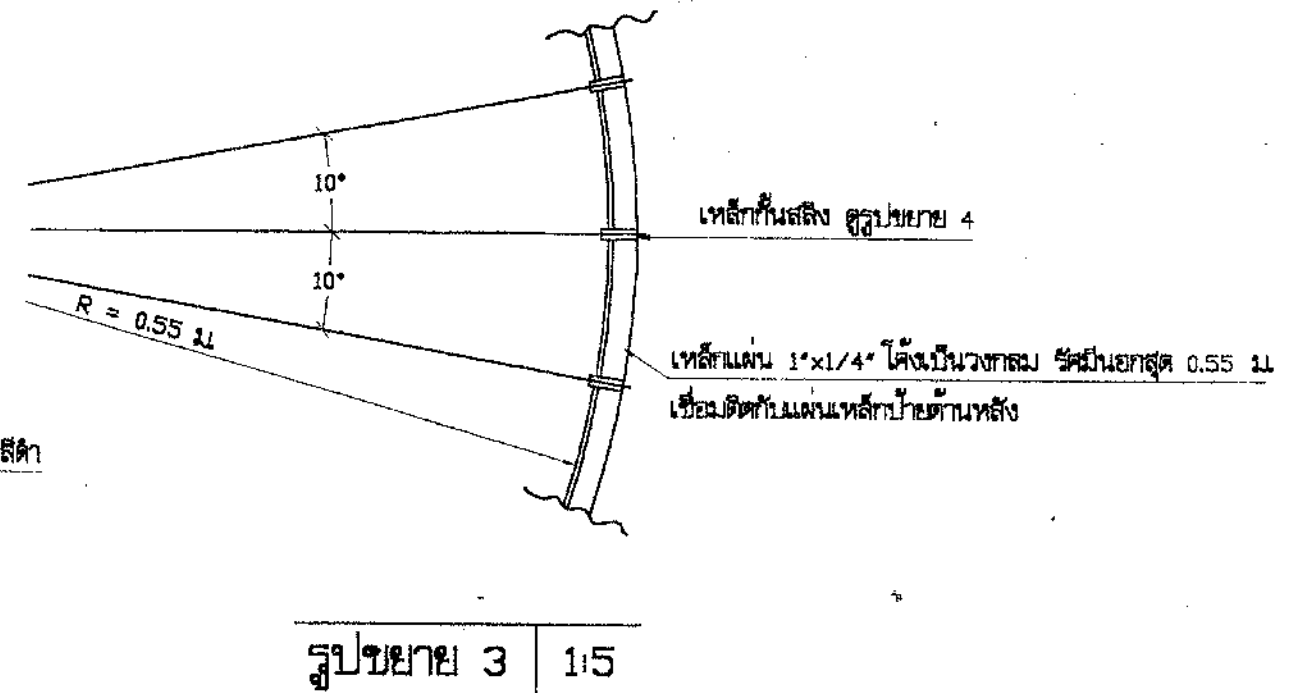 10°
เหล็กกั้นสลิง ดูรูปขยาย 4
10°
R = 0.55 ม.
เหล็กแผ่น 1"x1/4" โค้งเป็นวงกลม รัศมีนอกสุด 0.55 ม.
เชื่อมติดกับแผ่นเหล็กป้ายด้านหลัง
สีดำ
รูปขยาย 3 1:5